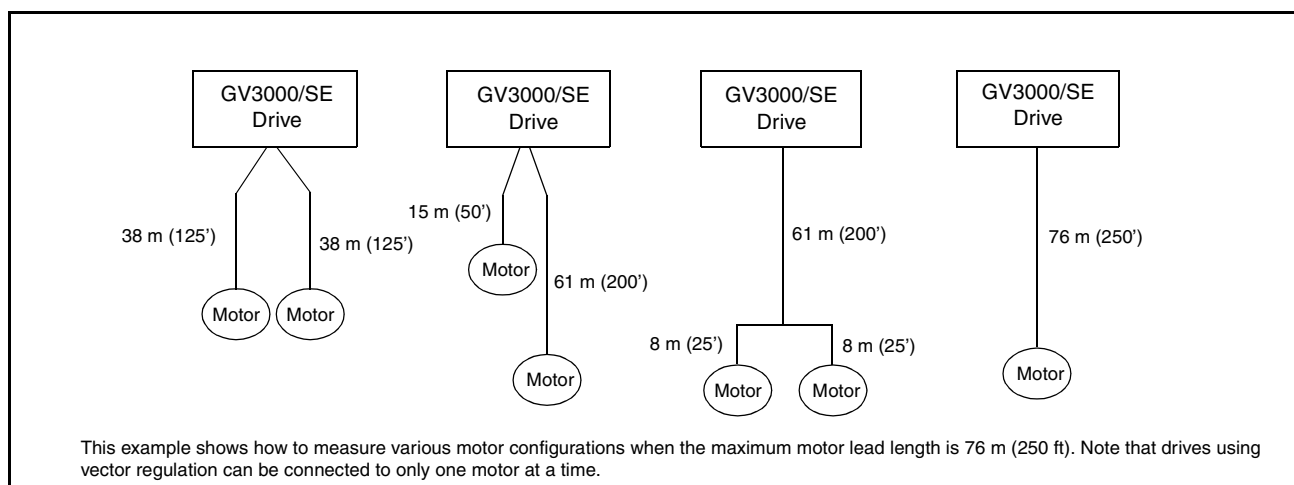 GV3000/SE
Drive
GV3000/SE
Drive
GV3000/SE
Drive
GV3000/SE
Drive
38 m (125’)
38 m (125’)
Motor
Motor
15 m (50’)
Motor
61 m (200’)
Motor
61 m (200’)
8 m (25’)
8 m (25’)
Motor
Motor
76 m (250’)
Motor
This example shows how to measure various motor configurations when the maximum motor lead length is 76 m (250 ft). Note that drives using
vector regulation can be connected to only one motor at a time.